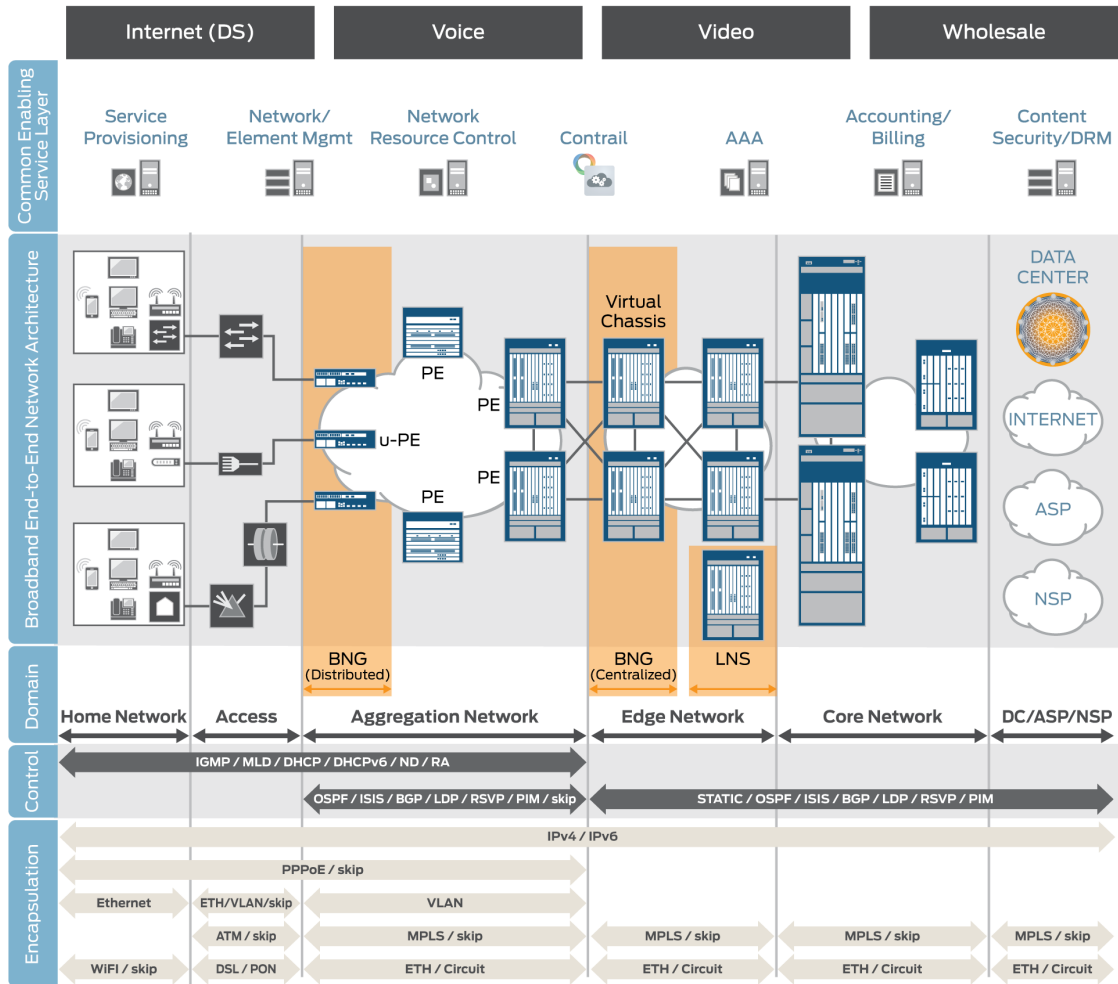 Internet (DS)
Voice
Video
Wholesale
Common Enabling
Service Layer
Service
Provisioning
Network/
Element Mgmt
Network
Resource Control
Contrail
AAA
Accounting/
Billing
Content
Security/DRM
Broadband End-to-End Network Architecture
PE
PE
u-PE
PE
PE
Virtual
Chassis
DATA
CENTER
INTERNET
ASP
NSP
BNG
(Distributed)
BNG
(Centralized)
LNS
Domain
Home Network
Access
Aggregation Network
Edge Network
Core Network
DC/ASP/NSP
Control
IGMP / MLD / DHCP / DHCPv6 / ND / RA
OSPF / ISIS / BGP / LDP / RSVP / PIM / skip
STATIC / OSPF / ISIS / BGP / LDP / RSVP / PIM
Encapsulation
IPv4 / IPv6
PPPoE / skip
Ethernet
ETH/VLAN/skip
VLAN
ATM / skip
MPLS / skip
MPLS / skip
MPLS / skip
MPLS / skip
WiFI / skip
DSL / PON
ETH / Circuit
ETH / Circuit
ETH / Circuit
ETH / Circuit